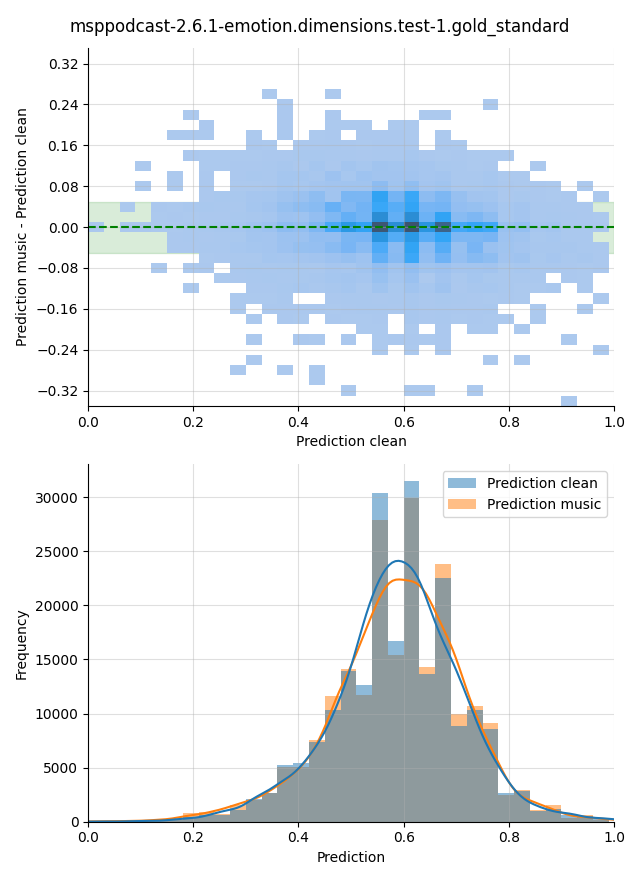 msppodcast-2.6.1-emotion.dimensions.test-1.gold_standard
0.32
0.24
0.16
0.08
0.00
−0.08
−0.16
−0.24
−0.32
Prediction music - Prediction clean
0.0 0.2 0.4 0.6 0.8 1.0
Prediction clean
30000
25000
20000
15000
10000
5000
0
Frequency
Prediction clean
Prediction music
0.0 0.2 0.4 0.6 0.8 1.0
Prediction